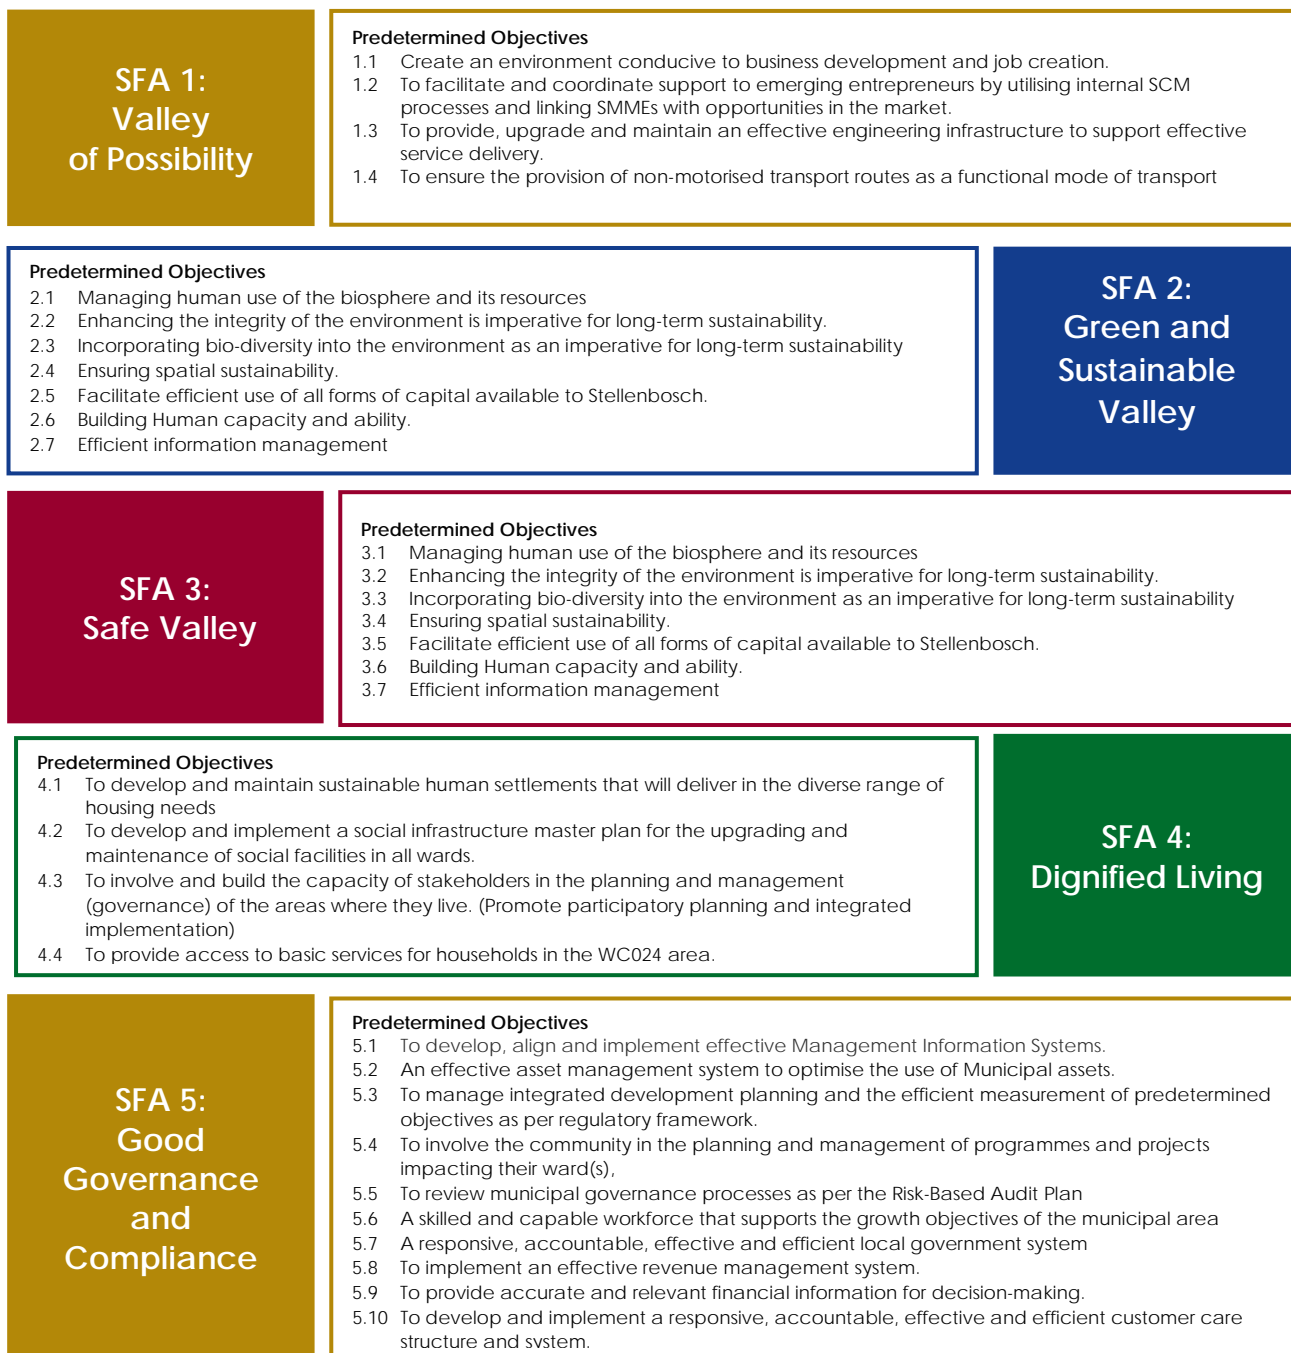 SFA 1:
Valley
of Possibility
Predetermined Objectives
1.1 Create an environment conducive to business development and job creation.
1.2 To facilitate and coordinate support to emerging entrepreneurs by utilising internal SCM
processes and linking SMMEs with opportunities in the market.
1.3 To provide, upgrade and maintain an effective engineering infrastructure to support effective
service delivery.
1.4 To ensure the provision of non-motorised transport routes as a functional mode of transport
Predetermined Objectives
2.1 Managing human use of the biosphere and its resources
2.2 Enhancing the integrity of the environment is imperative for long-term sustainability.
2.3 Incorporating bio-diversity into the environment as an imperative for long-term sustainability
2.4 Ensuring spatial sustainability.
2.5 Facilitate efficient use of all forms of capital available to Stellenbosch.
2.6 Building Human capacity and ability.
2.7 Efficient information management
SFA 2:
Green and
Sustainable
Valley
SFA 3:
Safe Valley
Predetermined Objectives
3.1 Managing human use of the biosphere and its resources
3.2 Enhancing the integrity of the environment is imperative for long-term sustainability.
3.3 Incorporating bio-diversity into the environment as an imperative for long-term sustainability
3.4 Ensuring spatial sustainability.
3.5 Facilitate efficient use of all forms of capital available to Stellenbosch.
3.6 Building Human capacity and ability.
3.7 Efficient information management
Predetermined Objectives
4.1 To develop and maintain sustainable human settlements that will deliver in the diverse range of
housing needs
4.2 To develop and implement a social infrastructure master plan for the upgrading and
maintenance of social facilities in all wards.
4.3 To involve and build the capacity of stakeholders in the planning and management
(governance) of the areas where they live. (Promote participatory planning and integrated
implementation)
4.4 To provide access to basic services for households in the WC024 area.
SFA 4:
Dignified Living
SFA 5:
Good
Governance
and
Compliance
Predetermined Objectives
5.1 To develop, align and implement effective Management Information Systems.
5.2 An effective asset management system to optimise the use of Municipal assets.
5.3 To manage integrated development planning and the efficient measurement of predetermined
objectives as per regulatory framework.
5.4 To involve the community in the planning and management of programmes and projects
impacting their ward(s),
5.5 To review municipal governance processes as per the Risk-Based Audit Plan
5.6 A skilled and capable workforce that supports the growth objectives of the municipal area
5.7 A responsive, accountable, effective and efficient local government system
5.8 To implement an effective revenue management system.
5.9 To provide accurate and relevant financial information for decision-making.
5.10 To develop and implement a responsive, accountable, effective and efficient customer care
structure and system.